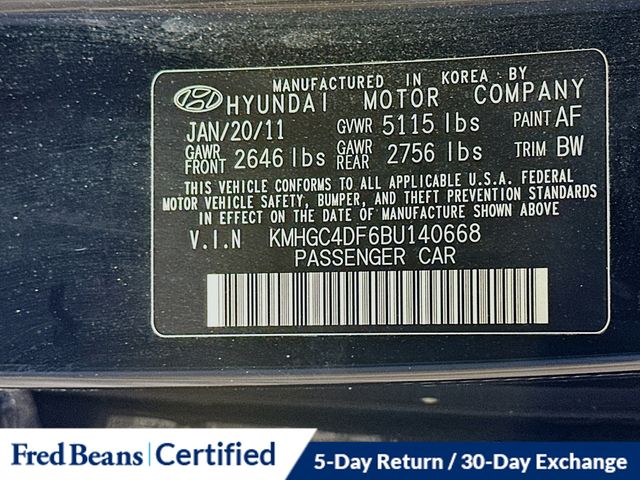 MANUFACTURED IN KOREA BY
HYUNDAI MOTOR COMPANY
JAN/20/11 GVWR 5115 lbs PAINT AF
GAWR FRONT 2646 lbs GAWR REAR 2756 lbs TRIM BW
THIS VEHICLE CONFORMS TO ALL APPLICABLE U.S.A. FEDERAL
MOTOR VEHICLE SAFETY, BUMPER, AND THEFT PREVENTION STANDARDS
IN EFFECT ON THE DATE OF MANUFACTURE SHOWN ABOVE
V.I.N KMHGC4DF6BU140668
PASSENGER CAR
Fred Beans | Certified
5-Day Return / 30-Day Exchange